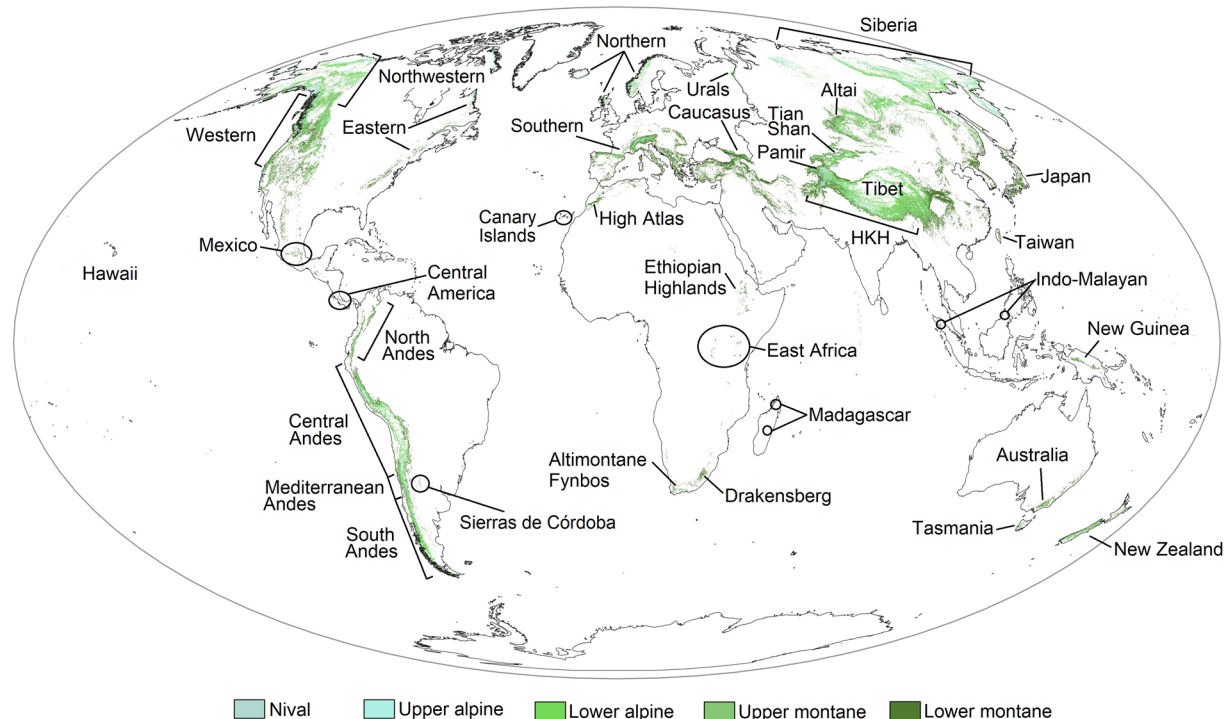 Siberia
Northern
Northwestern
Urals
Altai
Caucasus
Tian
Shan
Western
Eastern
Southern
Pamir
Tibet
Japan
Canary
Islands
High Atlas
HKH
Mexico
Taiwan
Hawaii
Central
America
Ethiopian
Highlands
Indo-Malayan
New Guinea
North
Andes
East Africa
Central
Andes
Madagascar
Altimontane
Fynbos
Australia
Mediterranean
Andes
Drakensberg
Sierras de Córdoba
Tasmania
South
Andes
New Zealand
Nival
Upper alpine
Lower alpine
Upper montane
Lower montane